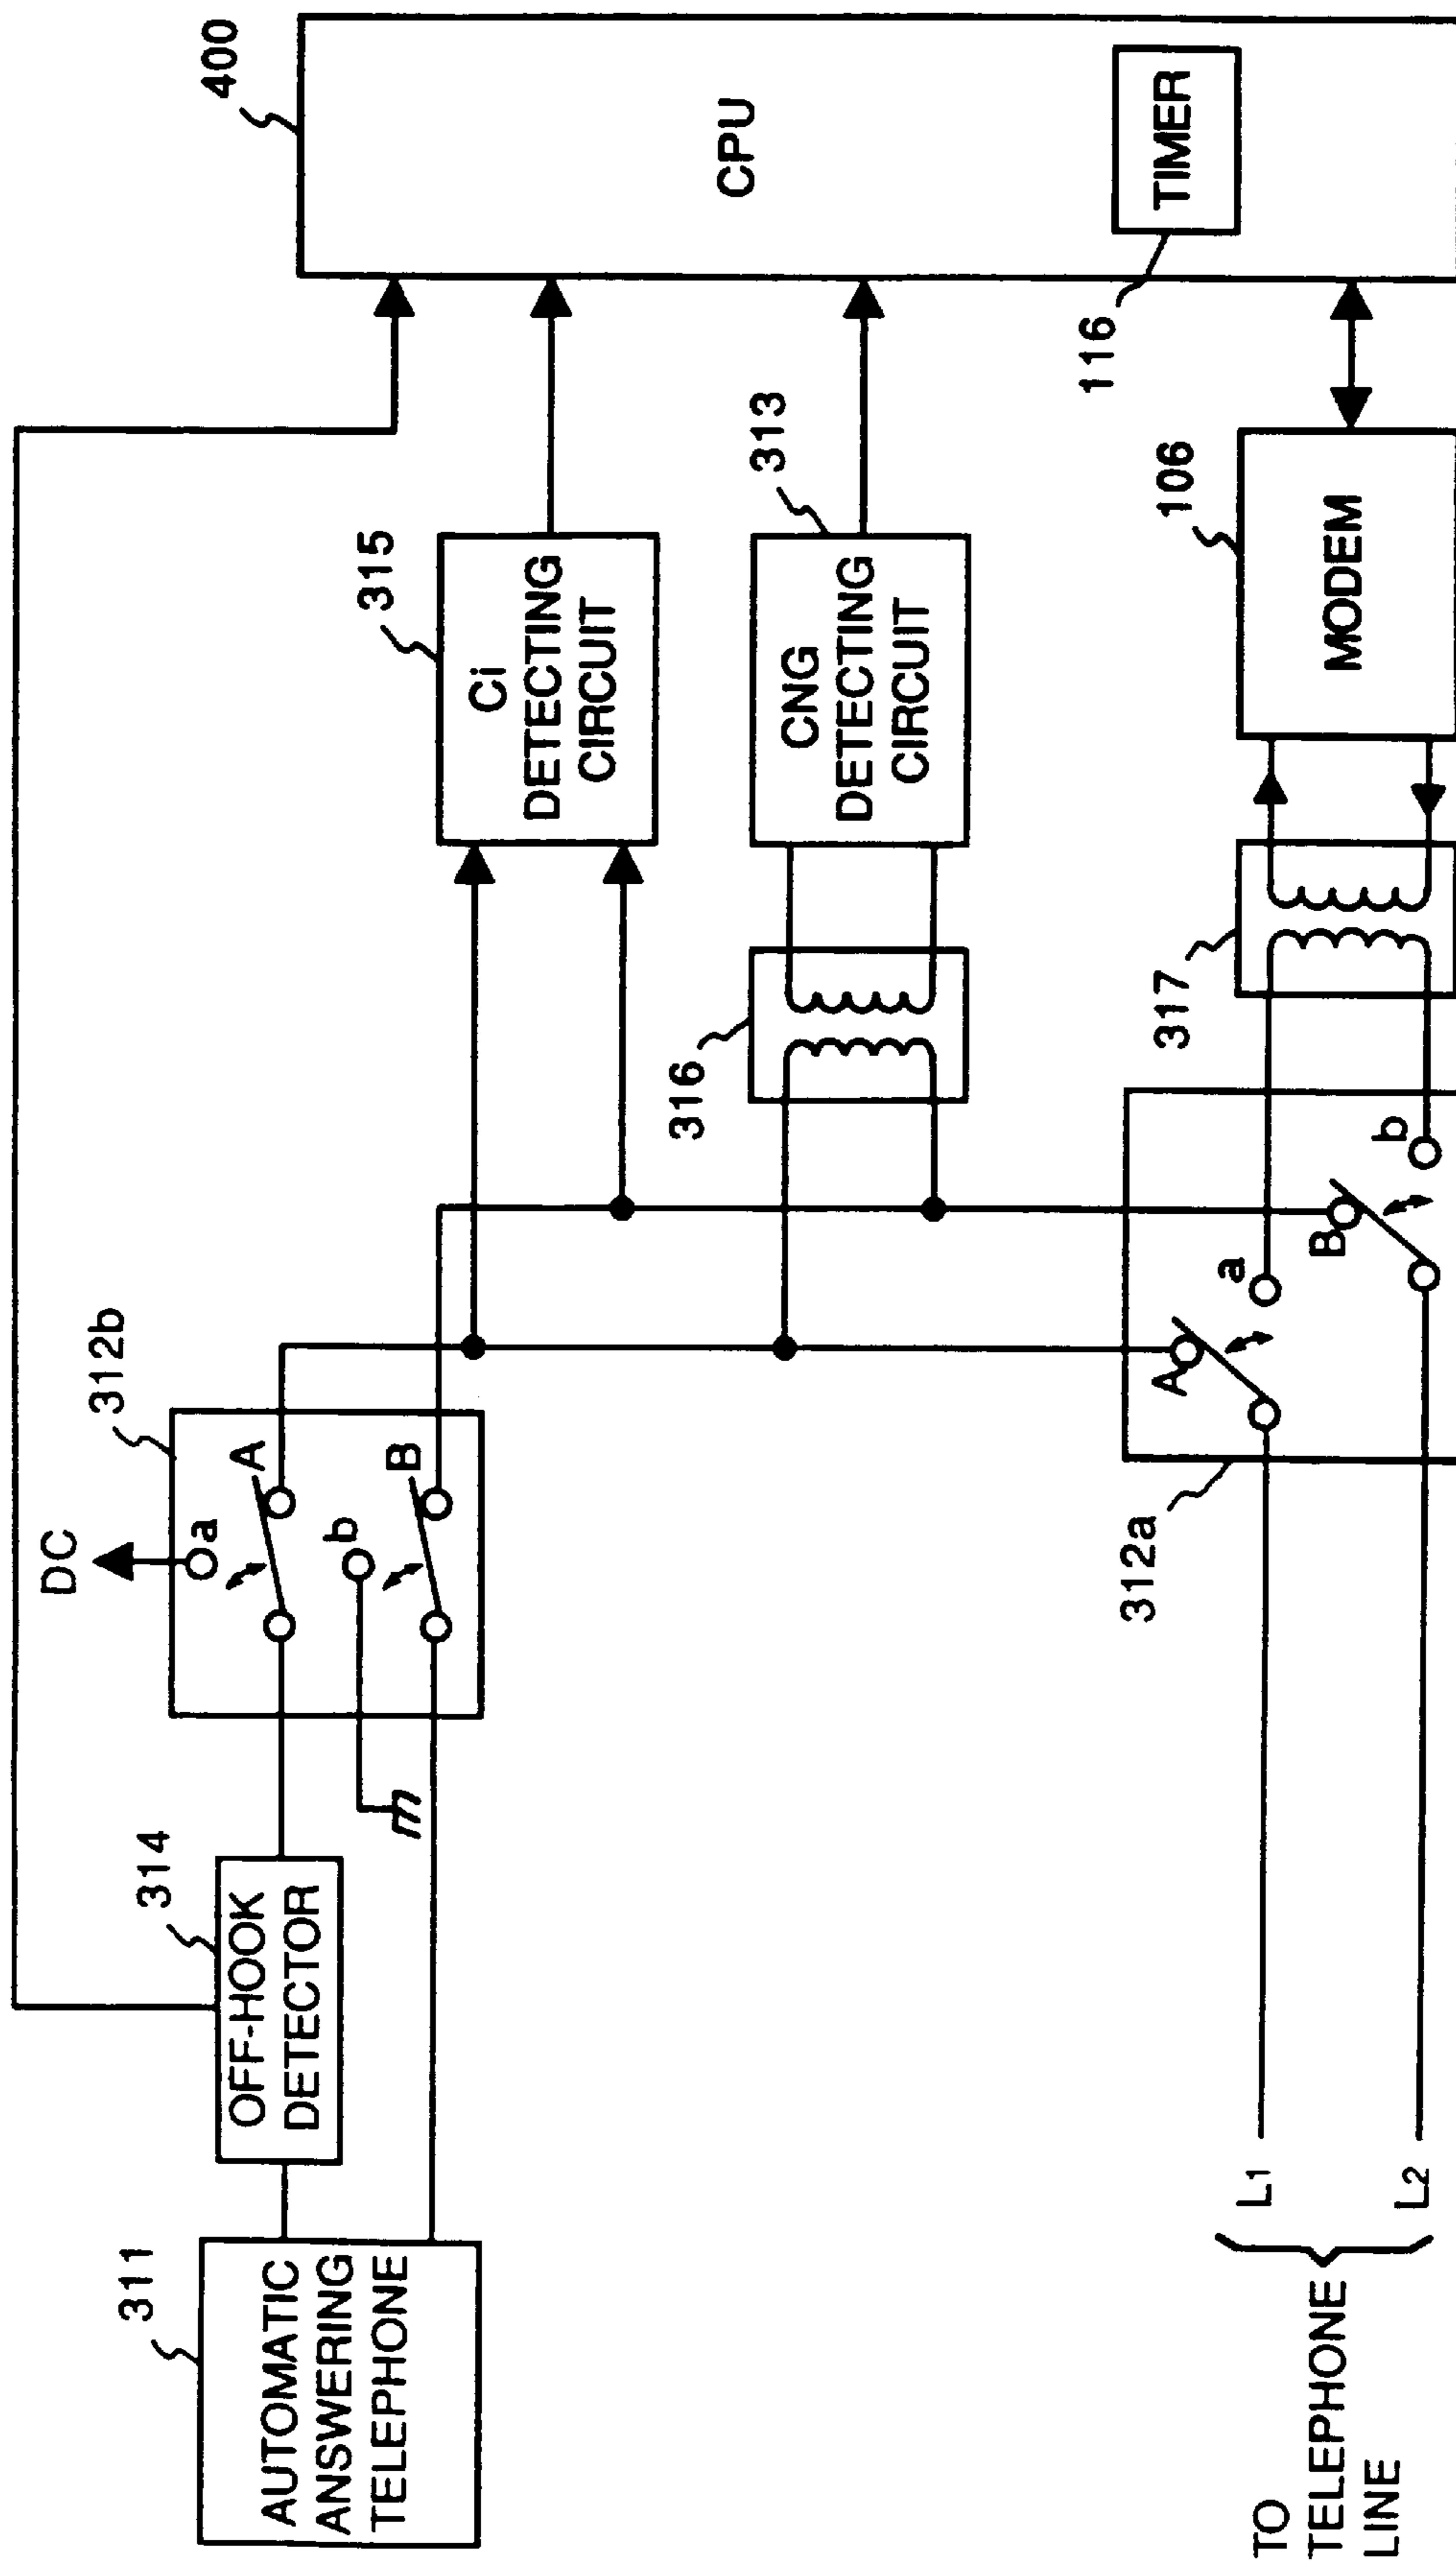 400
CPU
TIMER
116
315
Ci
DETECTING
CIRCUIT
313
CNG
DETECTING
CIRCUIT
106
MODEM
316
317
312b
DC
a
A
b
B
312a
A
a
B
b
314
OFF-HOOK
DETECTOR
311
AUTOMATIC
ANSWERING
TELEPHONE
L1
L2
TO
TELEPHONE
LINE